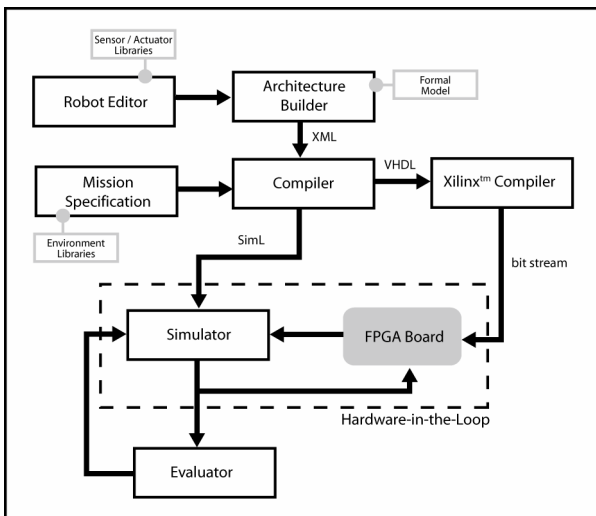 Sensor / Actuator
Libraries
Robot Editor
Architecture
Builder
Formal
Model
XML
Mission
Specification
Compiler
VHDL
Xilinx™ Compiler
Environment
Libraries
SimL
bit stream
Simulator
FPGA Board
Hardware-in-the-Loop
Evaluator